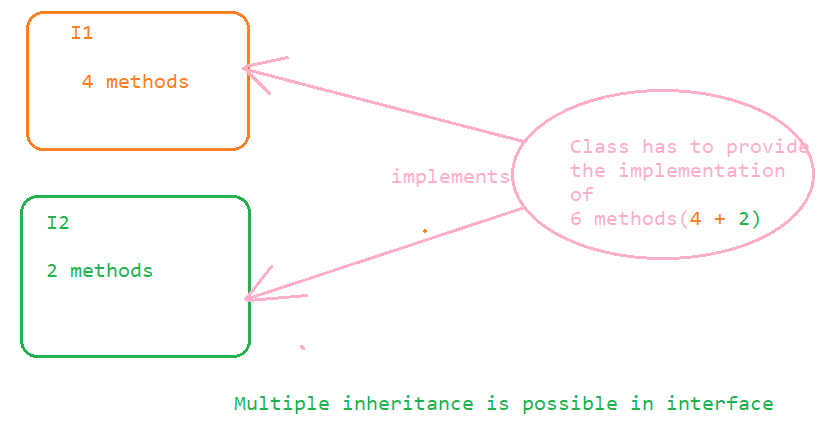 I1
4 methods
implements
Class has to provide
the implementation
of
6 methods(4 + 2)
I2
2 methods
Multiple inheritance is possible in interface